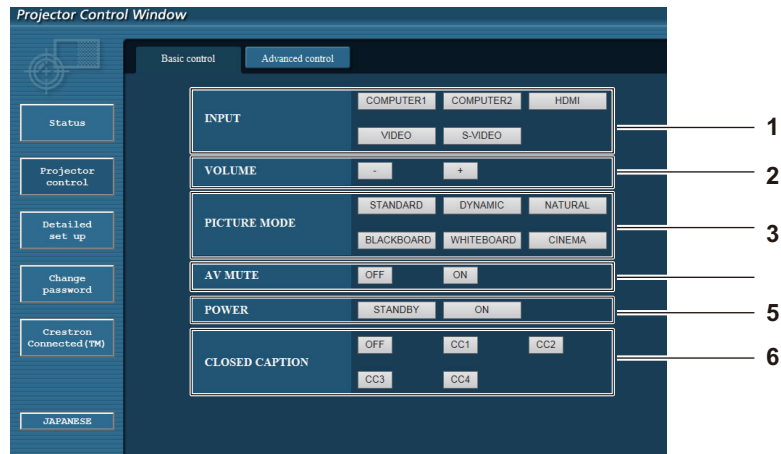 Projector Control Window
Basic control Advanced control
Status
Projector
control
Detailed
set up
Change
password
Crestron
Connected(TM)
JAPANESE
INPUT
COMPUTER1 COMPUTER2 HDMI
VIDEO S-VIDEO
1
VOLUME - +
2
PICTURE MODE
STANDARD DYNAMIC NATURAL
BLACKBOARD WHITEBOARD CINEMA
3
AV MUTE OFF ON
POWER STANDBY ON
5
CLOSED CAPTION
OFF CC1 CC2
CC3 CC4
6